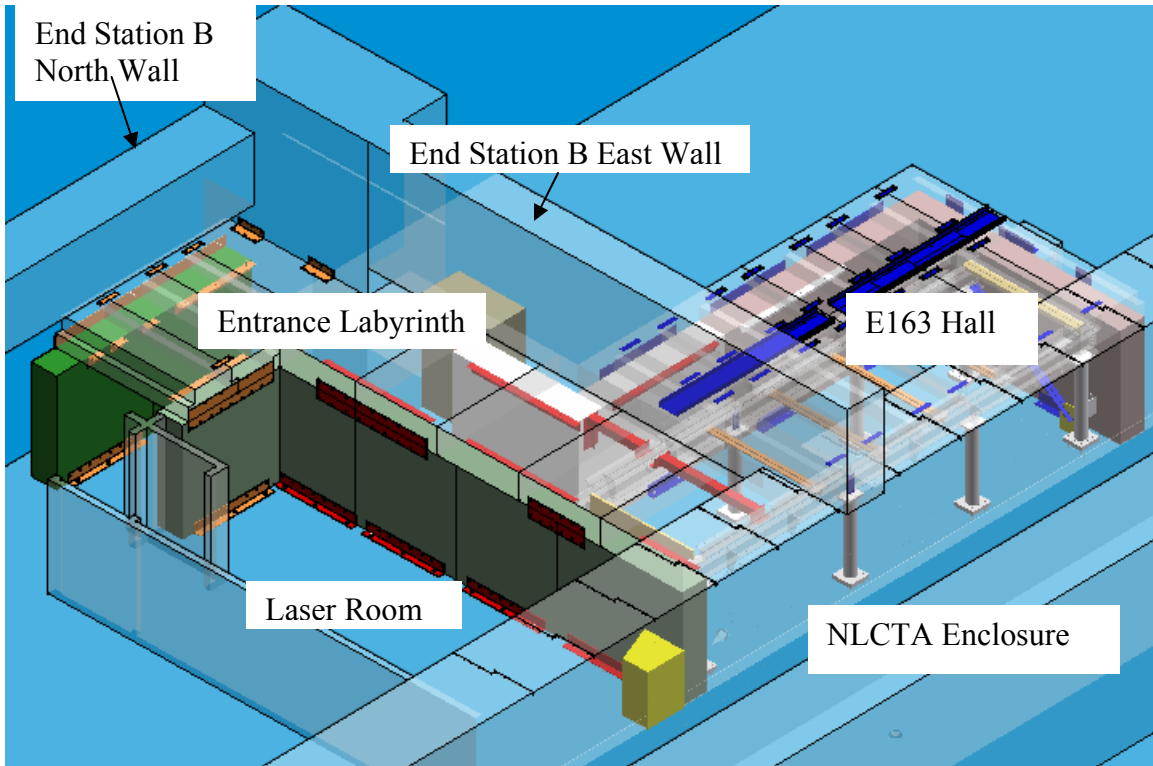 End Station B
North Wall
End Station B East Wall
Entrance Labyrinth
E163 Hall
Laser Room
NLCTA Enclosure